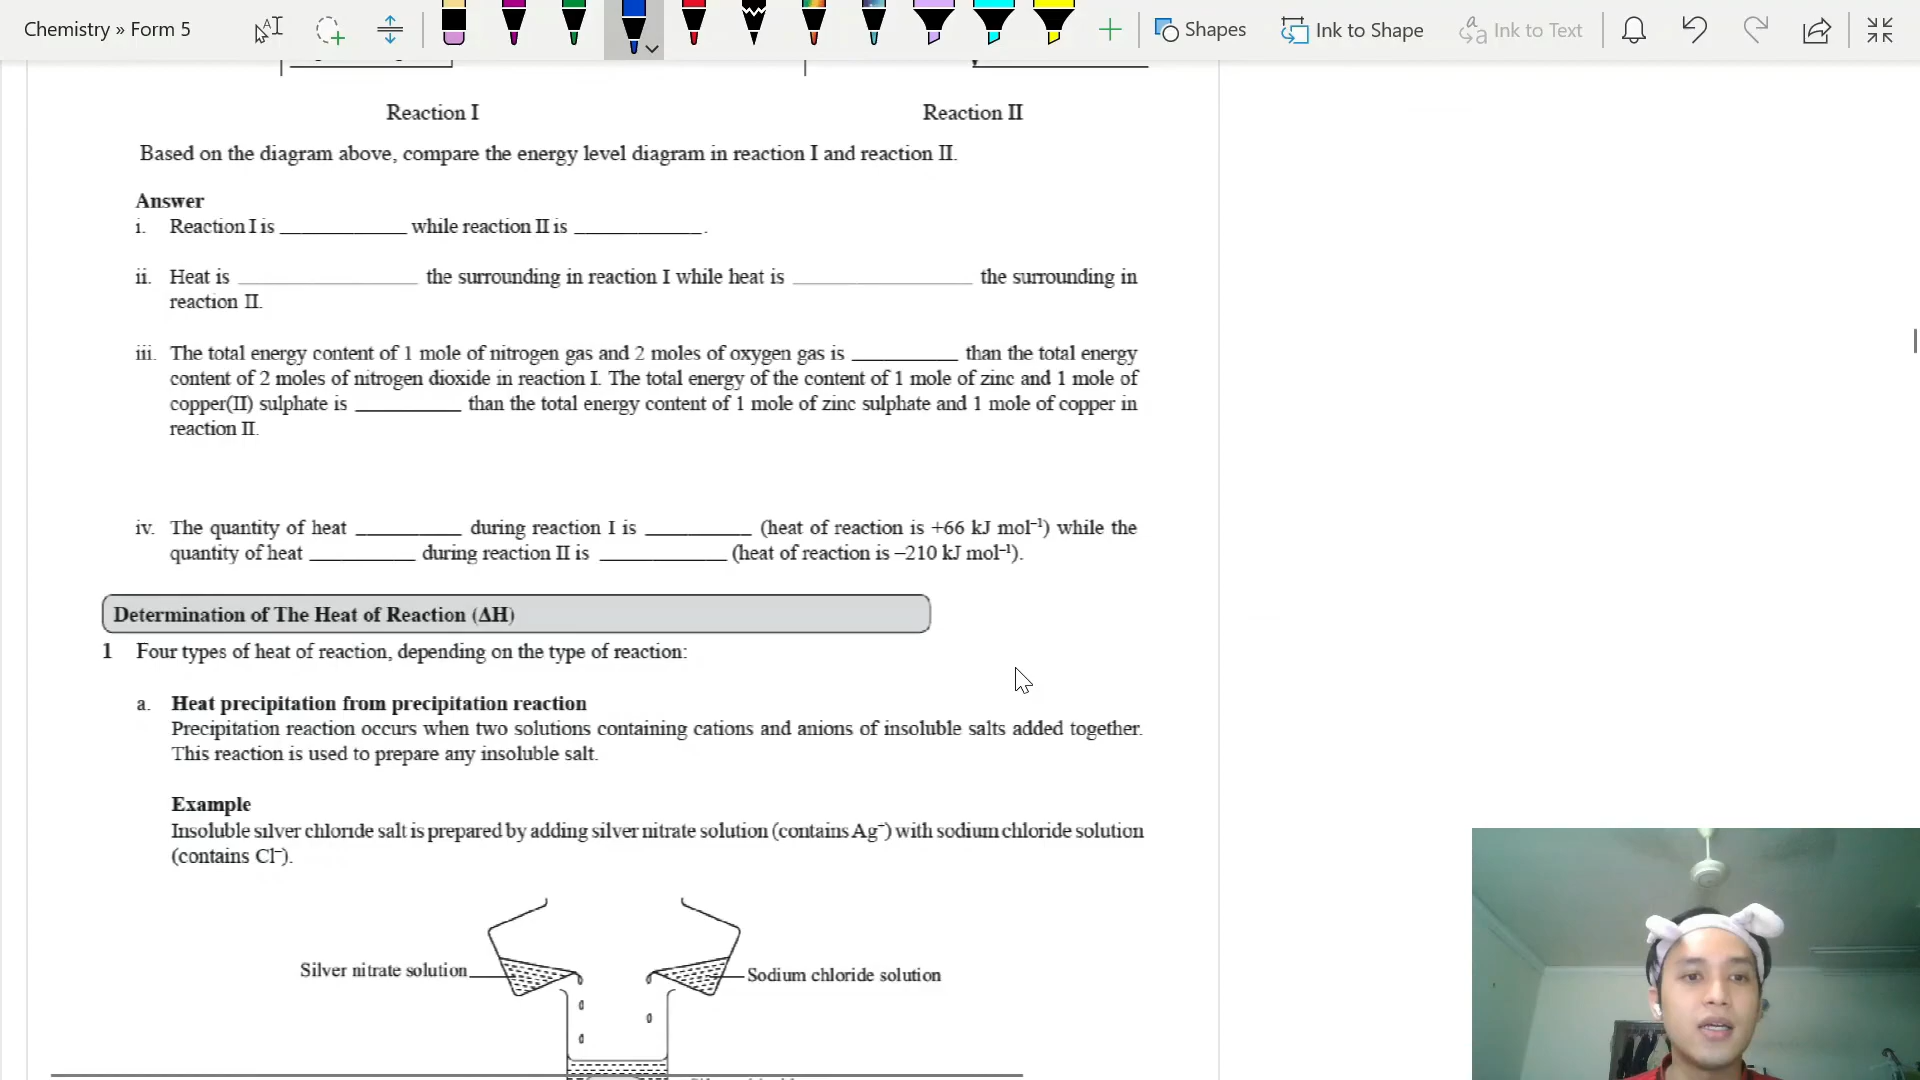 Chemistry » Form 5
Shapes
Ink to Shape
Ink to Text
Reaction I
Reaction II
Based on the diagram above, compare the energy level diagram in reaction I and reaction II.
Answer
i. Reaction I is ____________ while reaction II is ____________.
ii. Heat is _________________ the surrounding in reaction I while heat is _________________ the surrounding in
reaction II.
iii. The total energy content of 1 mole of nitrogen gas and 2 moles of oxygen gas is __________ than the total energy
content of 2 moles of nitrogen dioxide in reaction I. The total energy of the content of 1 mole of zinc and 1 mole of
copper(II) sulphate is __________ than the total energy content of 1 mole of zinc sulphate and 1 mole of copper in
reaction II.
iv. The quantity of heat __________ during reaction I is __________ (heat of reaction is +66 kJ mol⁻¹) while the
quantity of heat __________ during reaction II is ____________ (heat of reaction is –210 kJ mol⁻¹).
Determination of The Heat of Reaction (ΔH)
1 Four types of heat of reaction, depending on the type of reaction:
a. Heat precipitation from precipitation reaction
Precipitation reaction occurs when two solutions containing cations and anions of insoluble salts added together.
This reaction is used to prepare any insoluble salt.
Example
Insoluble silver chloride salt is prepared by adding silver nitrate solution (contains Ag⁻) with sodium chloride solution
(contains Cl⁻).
Silver nitrate solution
Sodium chloride solution